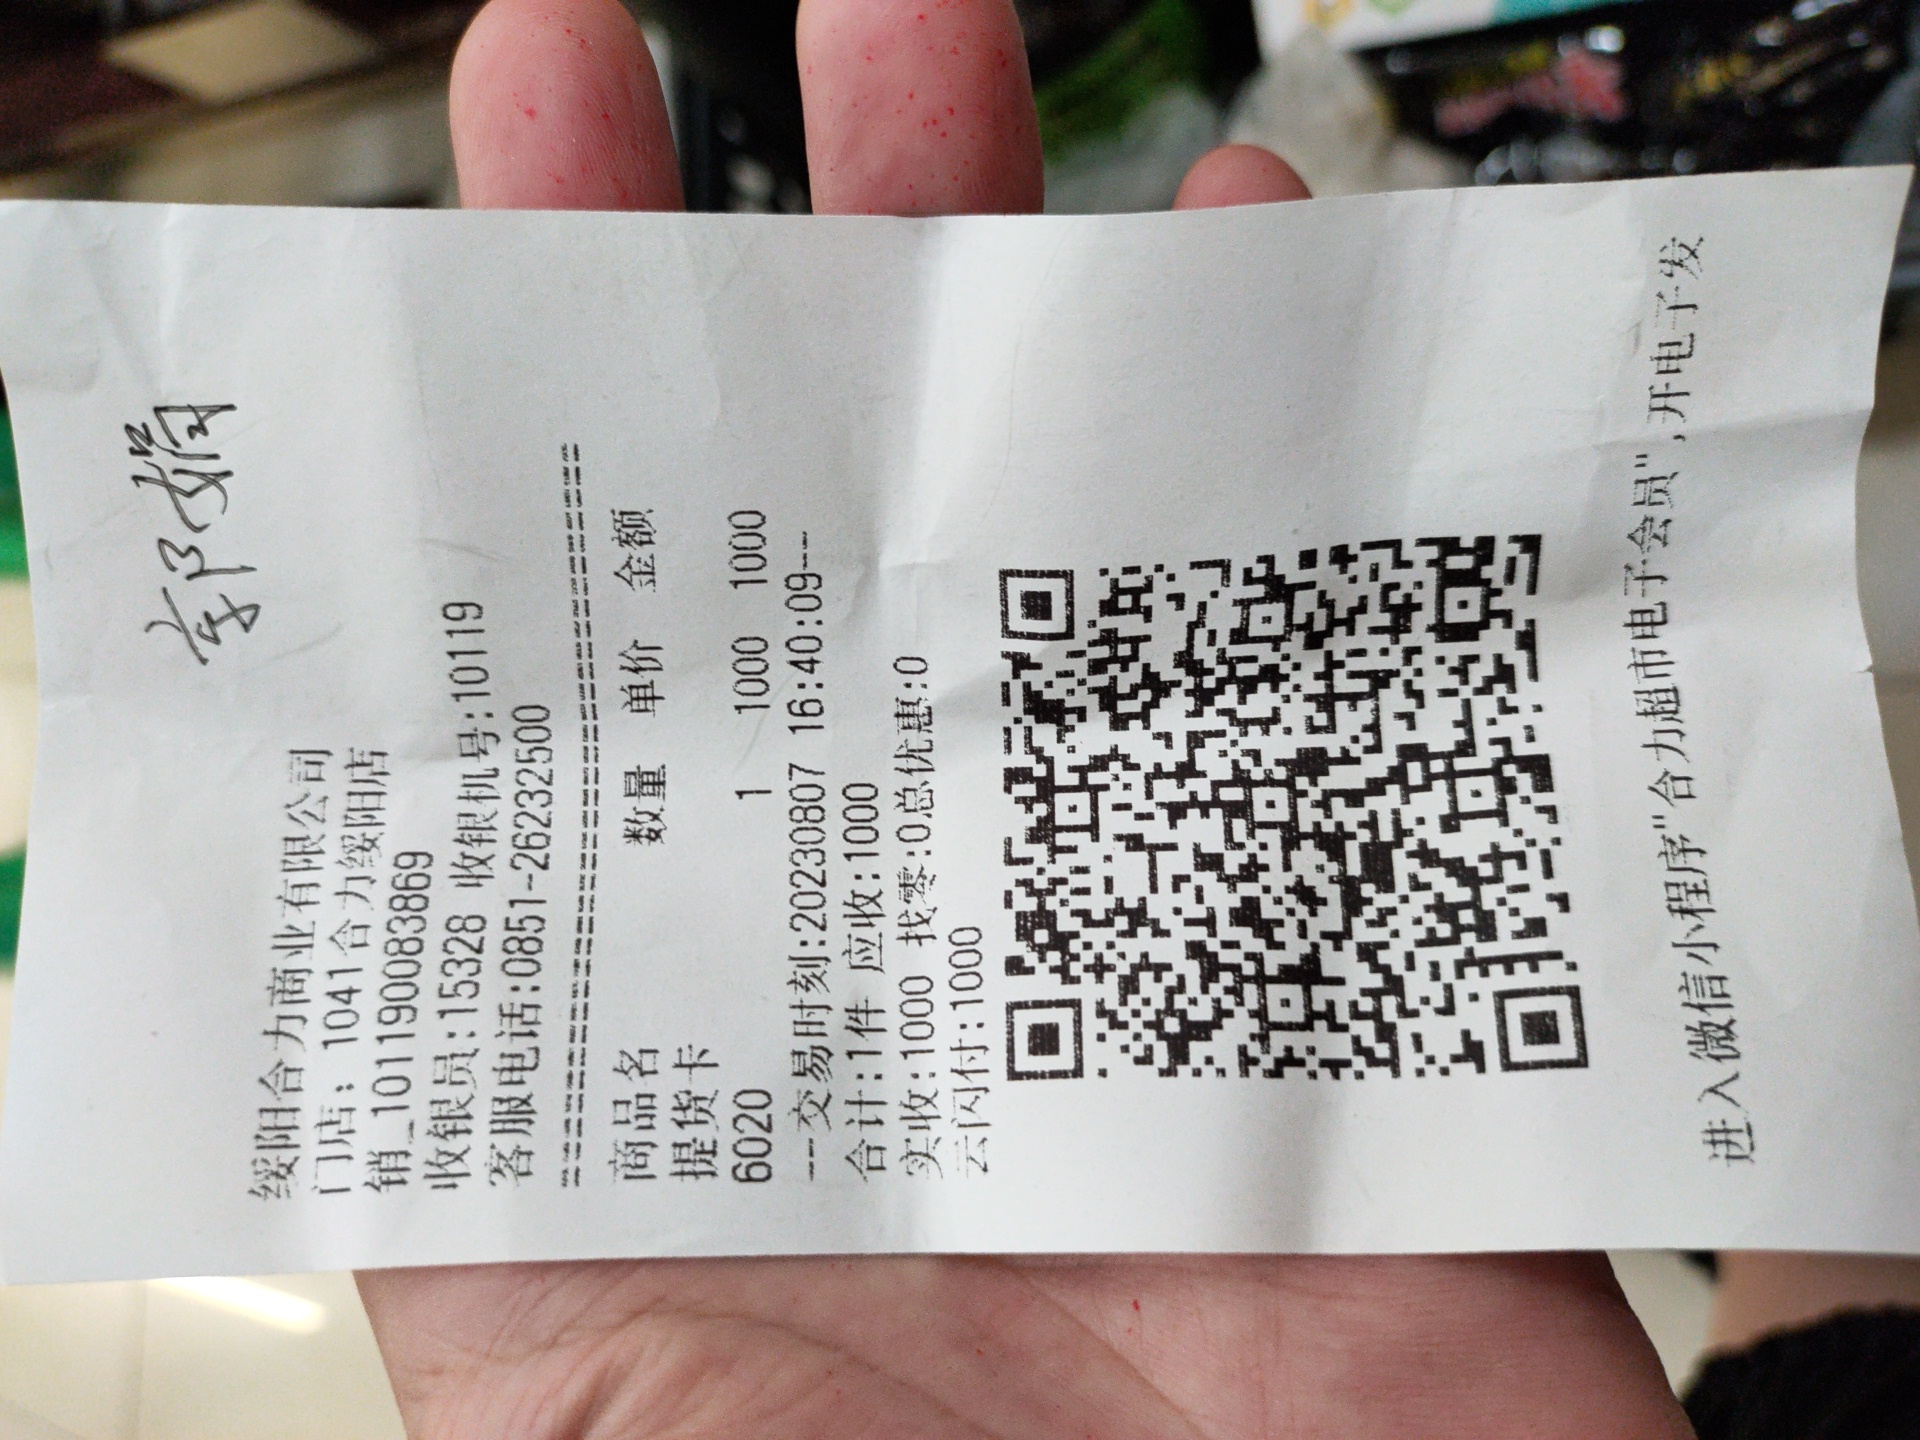 绥阳合力商业有限公司
门店：1041合力绥阳店
销_1011900083869
收银员:15328 收银机号:10119
客服电话:0851-26232500
商品名 数量 单价 金额
提货卡
6020 1 1000 1000
---交易时刻:20230807 16:40:09---
合计:1件 应收:1000
实收:1000 找零:0总优惠:0
云闪付:1000
进入微信小程序"合力超市电子会员",开电子发